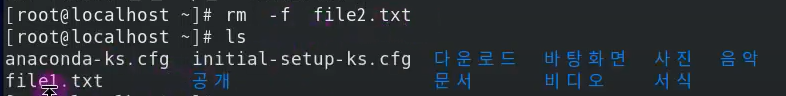 [root@localhost ~]# rm -f file2.txt
[root@localhost ~]# ls
anaconda-ks.cfg initial-setup-ks.cfg 다운로드 바탕화면 사진 음악
file1.txt 공개 문서 비디오 서식